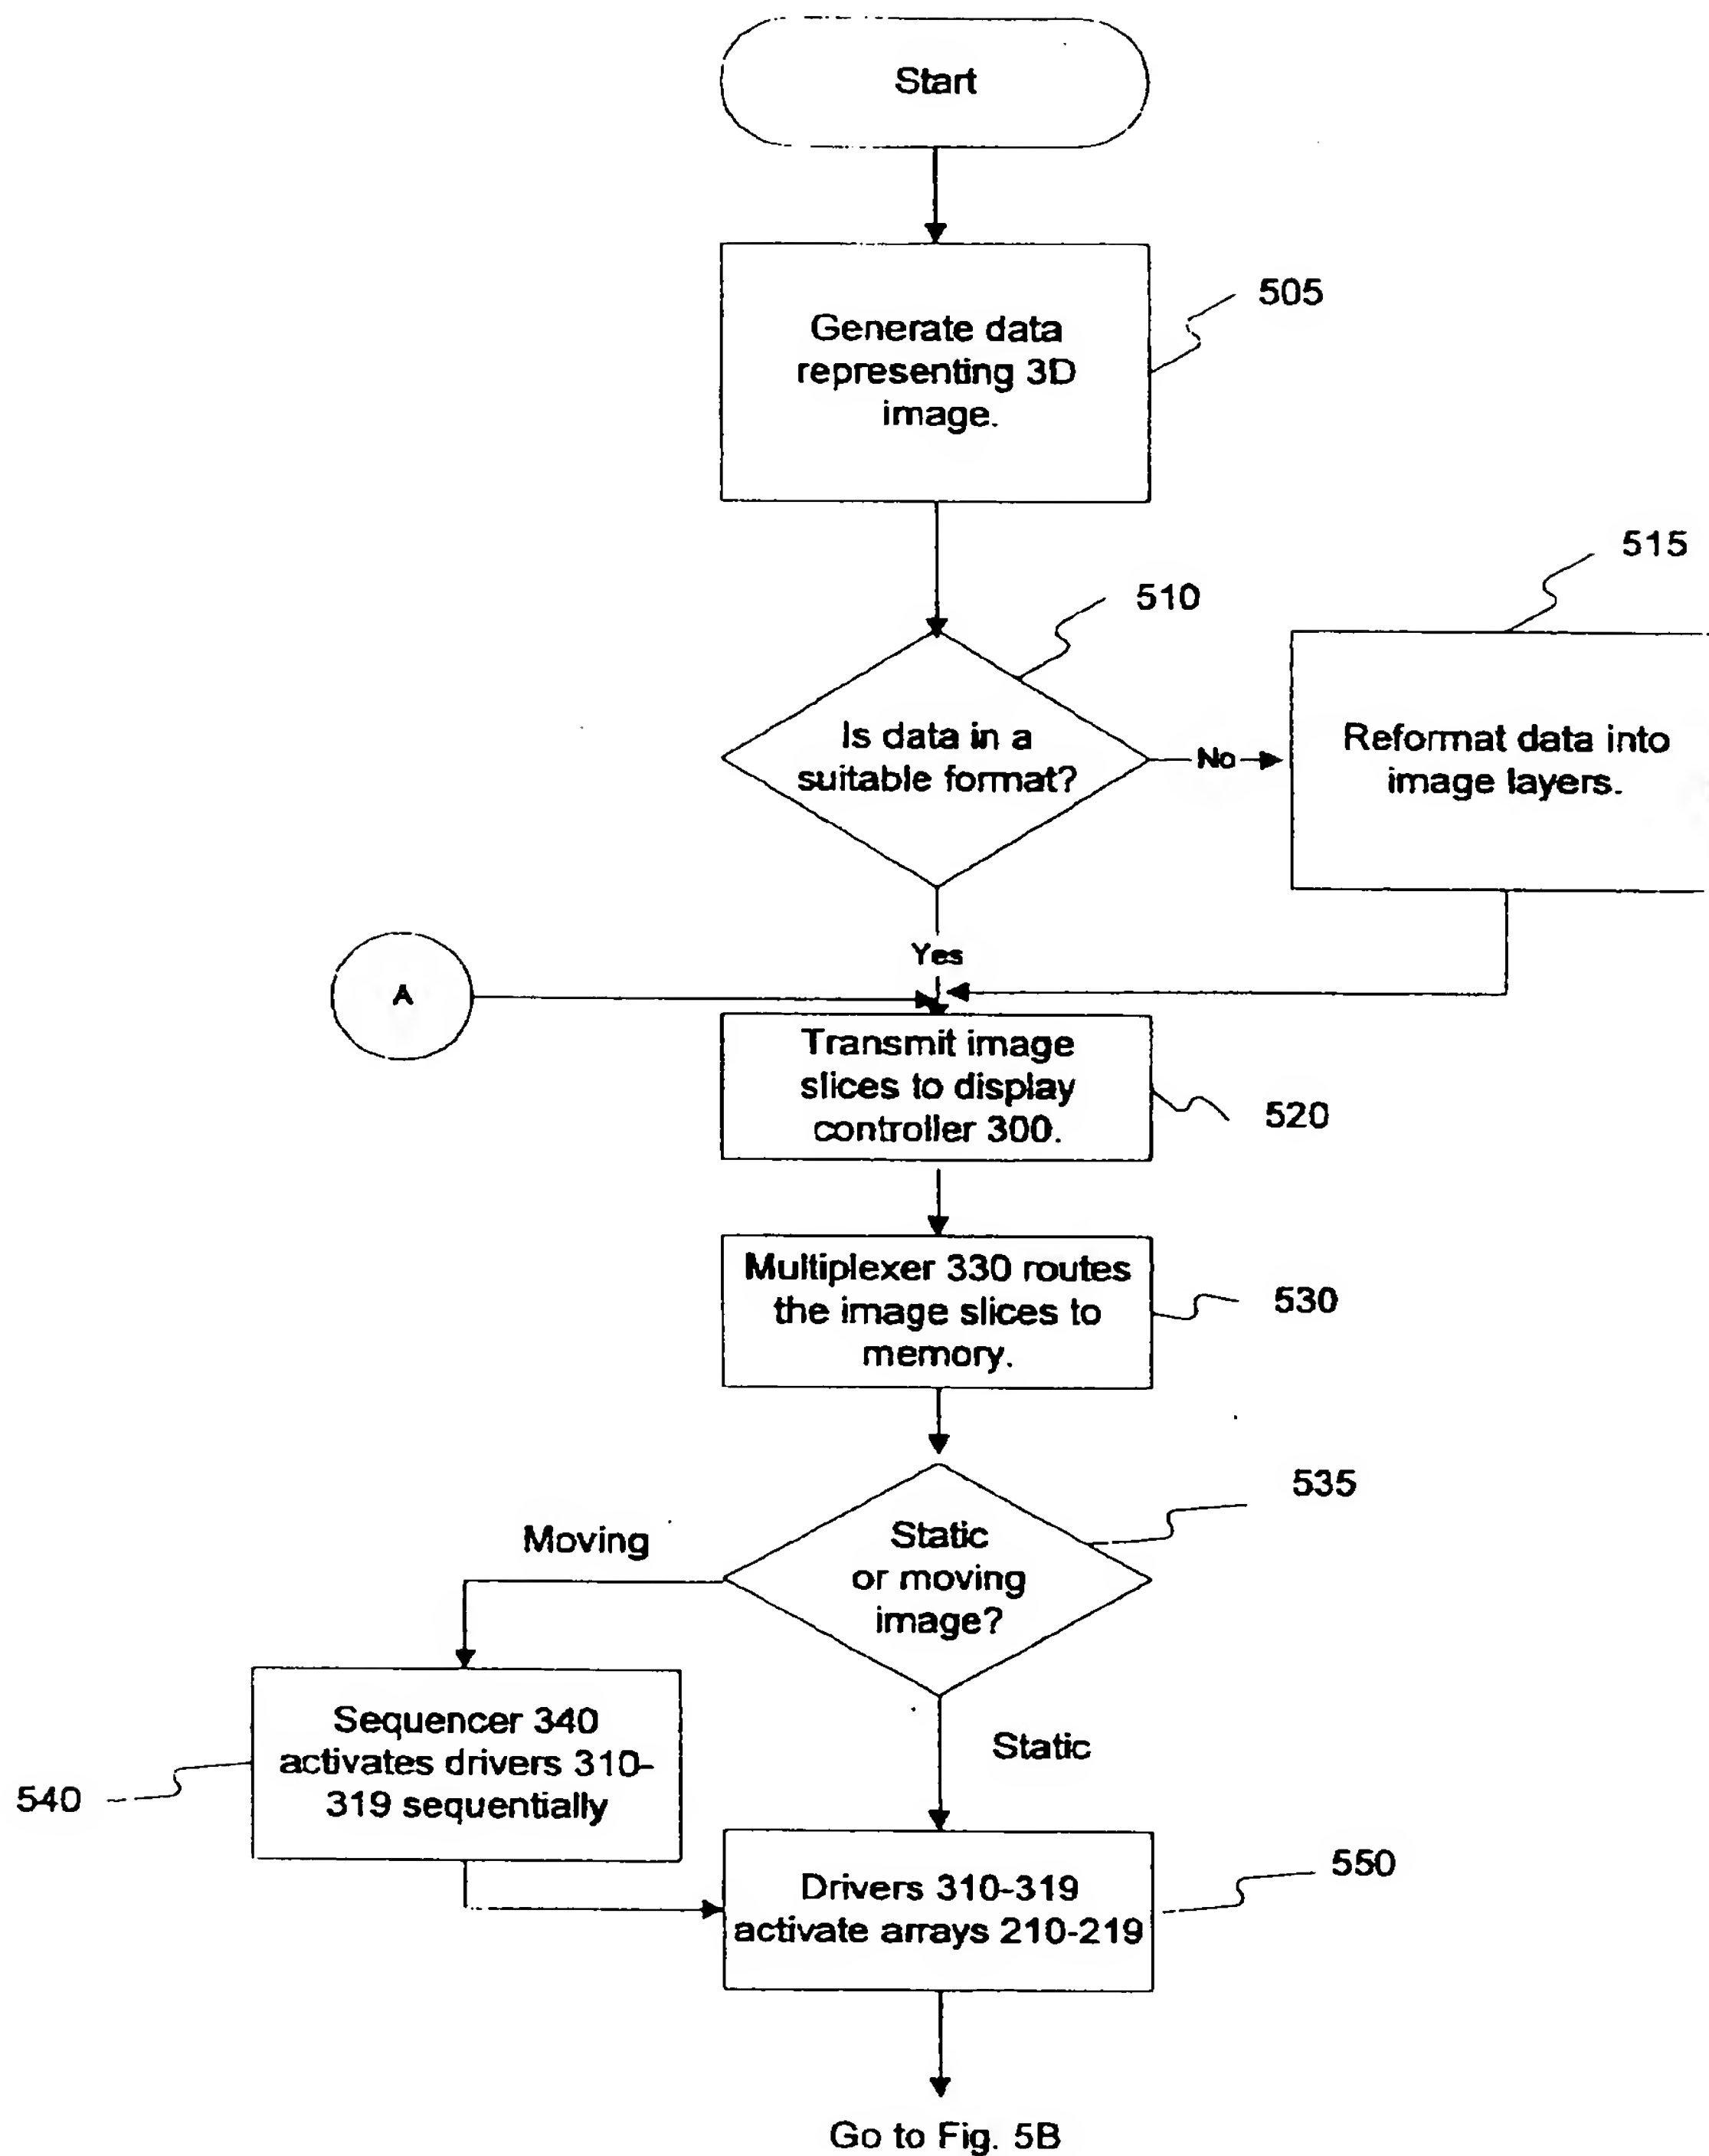 Start
505
Generate data
representing 3D
image.
515
510
Is data in a
suitable format?
No
Reformat data into
image layers.
Yes
A
Transmit image
slices to display
controller 300.
520
Multiplexer 330 routes
the image slices to
memory.
530
535
Moving
Static
or moving
image?
Sequencer 340
activates drivers 310-
319 sequentially
540
Static
550
Drivers 310-319
activate arrays 210-219
Go to Fig. 5B